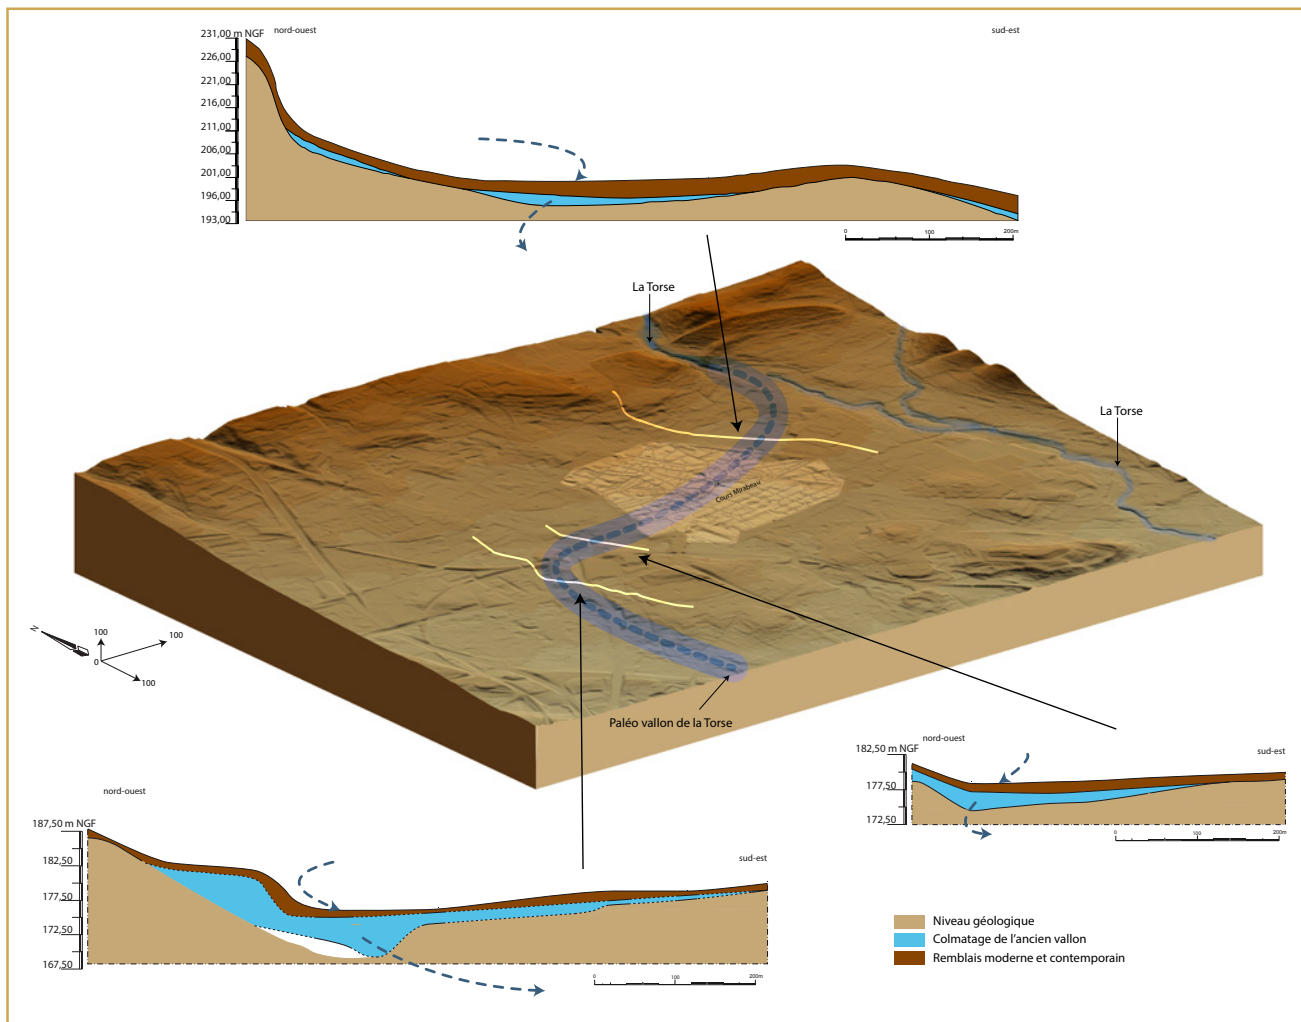 231,00 m NGF
nord-ouest
sud-est
226,00
221,00
216,00
211,00
206,00
201,00
196,00
193,00
0 100 200m
La Torse
La Torse
Cours Mirabeau
N
100
100
0
100
Paléo vallon de la Torse
182,50 m NGF
nord-ouest
sud-est
177,50
172,50
0 100 200m
nord-ouest
187,50 m NGF
sud-est
182,50
177,50
172,50
167,50
0 100 200m
Niveau géologique
Colmatage de l'ancien vallon
Remblais moderne et contemporain